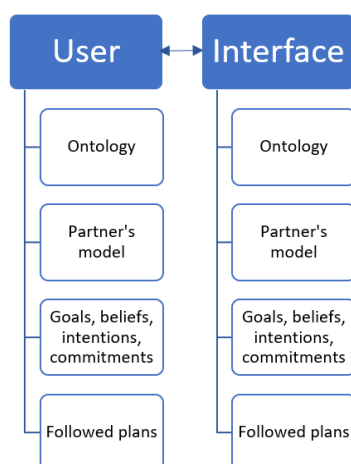 User
Ontology
Partner's
model
Goals, beliefs,
intentions,
commitments
Followed plans
Interface
Ontology
Partner's
model
Goals, beliefs,
intentions,
commitments
Followed plans